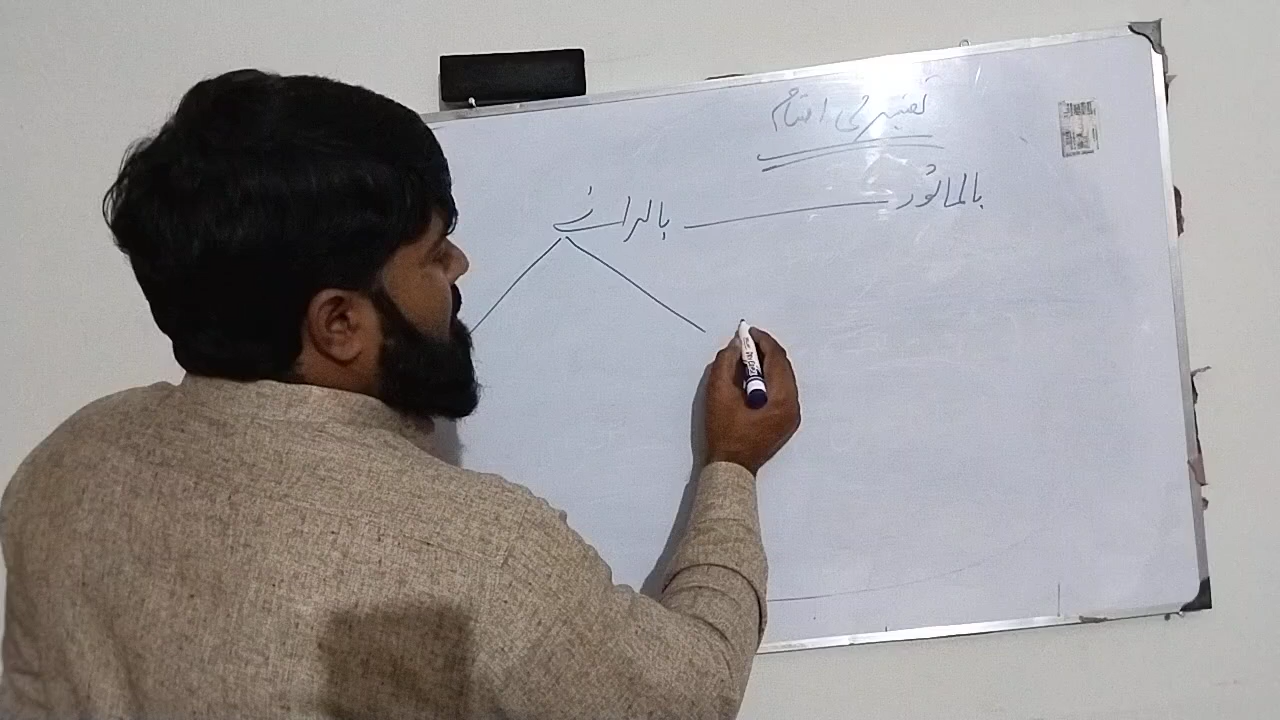 تفسیر کی اقسام
بالماثور بالرائے